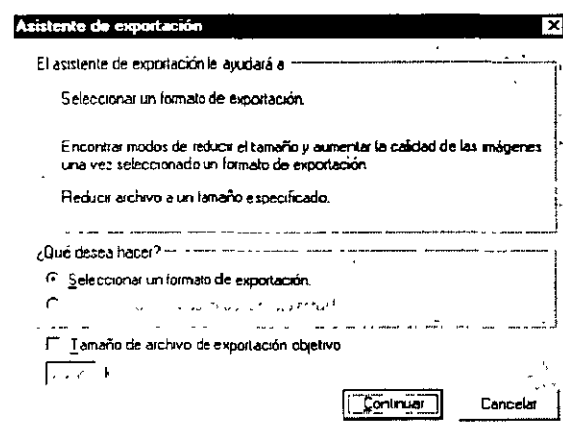 Asistente de exportación
El asistente de exportación le ayudará a
Seleccionar un formato de exportación.
Encontrar modos de reducir el tamaño y aumentar la calidad de las imágenes
una vez seleccionado un formato de exportación
Reducir archivo a un tamaño especificado.
¿Qué desea hacer?
Seleccionar un formato de exportación.
Tamaño de archivo de exportación objetivo
Continuar
Cancelar